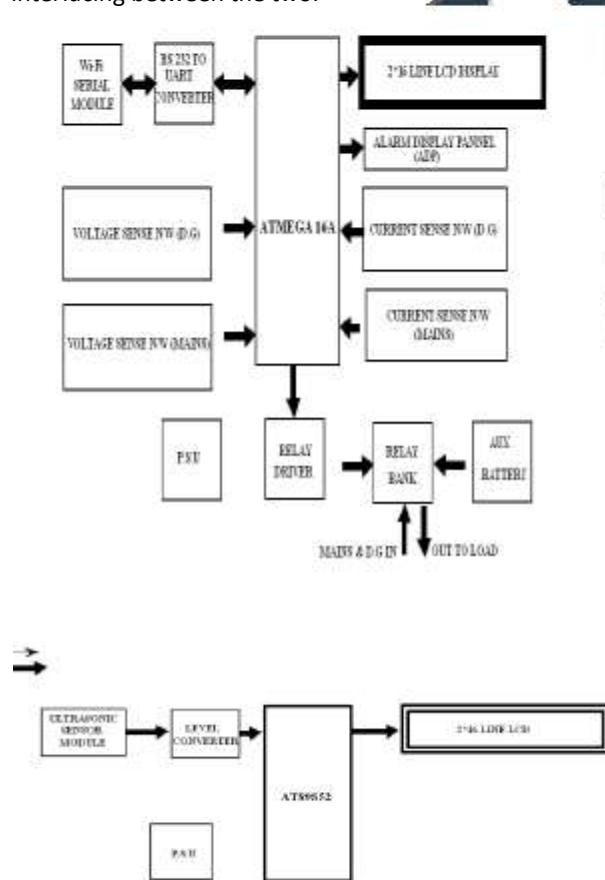 interfacing between the two.
Wi-Fi
SERIAL
MODULE
RS 232 TO
UART
CONVERTER
2*16 LINE LCD DISPLAY
ALARM DISPLAY PANNEL
(ADP)
ATMEGA 16A
VOLTAGE SENSE N/W (D.G)
CURRENT SENSE N/W (D.G)
VOLTAGE SENSE N/W (MAINS)
CURRENT SENSE N/W
(MAINS)
P.S.U
RELAY
DRIVER
RELAY
BANK
AUX.
BATTERY
MAINS & D.G IN
OUT TO LOAD
ULTRASONIC
SENSOR
MODULE
LEVEL
CONVERTER
AT89S52
2*16 LINE LCD
P.S.U